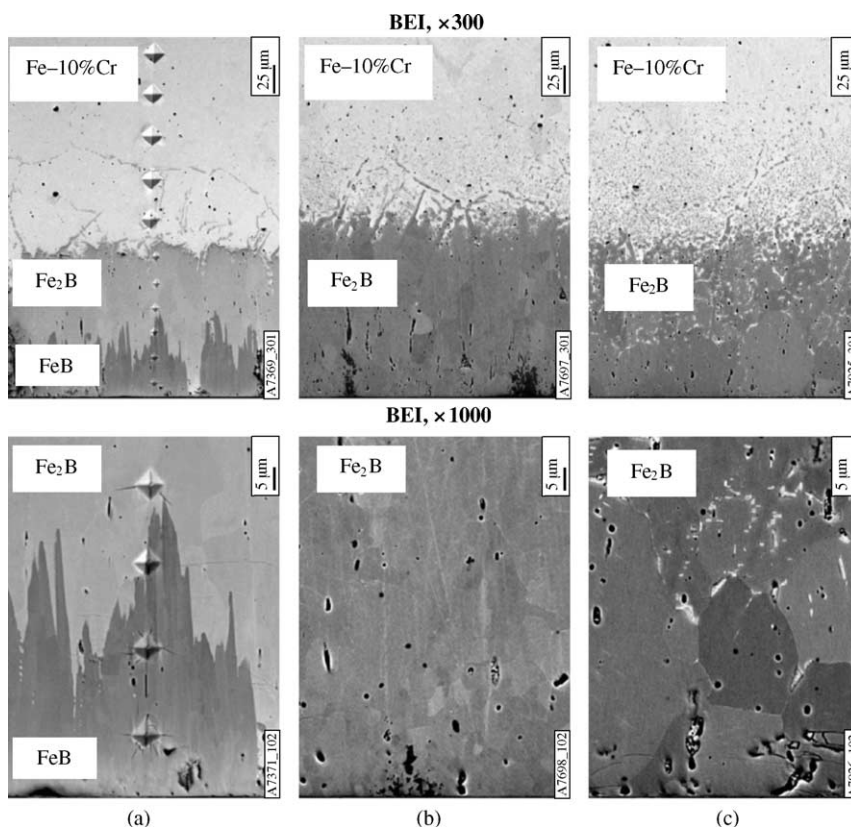 BEI, ×300
Fe–10%Cr
25 μm
Fe₂B
FeB
A7369_301
Fe–10%Cr
25 μm
Fe₂B
A7697_301
Fe–10%Cr
25 μm
Fe₂B
BEI, ×1000
Fe₂B
5 μm
FeB
A7371_102
Fe₂B
5 μm
A7698_102
Fe₂B
5 μm
(a)
(b)
(c)